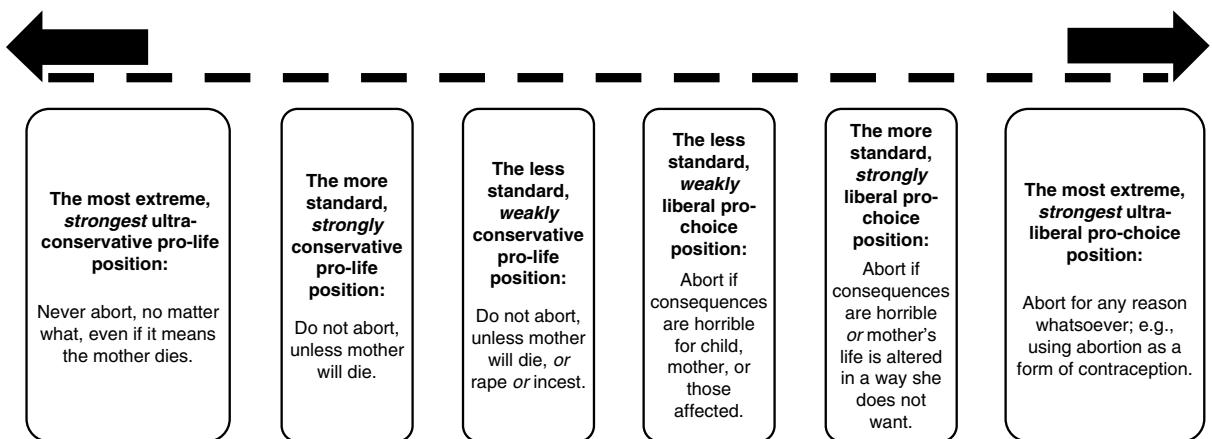 The most extreme,
strongest ultra-
conservative pro-life
position:
Never abort, no matter
what, even if it means
the mother dies.
The more
standard,
strongly
conservative
pro-life
position:
Do not abort,
unless mother
will die.
The less
standard,
weakly
conservative
pro-life
position:
Do not abort,
unless mother
will die, or
rape or incest.
The less
standard,
weakly
liberal pro-
choice
position:
Abort if
consequences
are horrible
for child,
mother, or
those
affected.
The more
standard,
strongly
liberal pro-
choice
position:
Abort if
consequences
are horrible
or mother's
life is altered
in a way she
does not
want.
The most extreme,
strongest ultra-
liberal pro-choice
position:
Abort for any reason
whatsoever; e.g.,
using abortion as a
form of contraception.